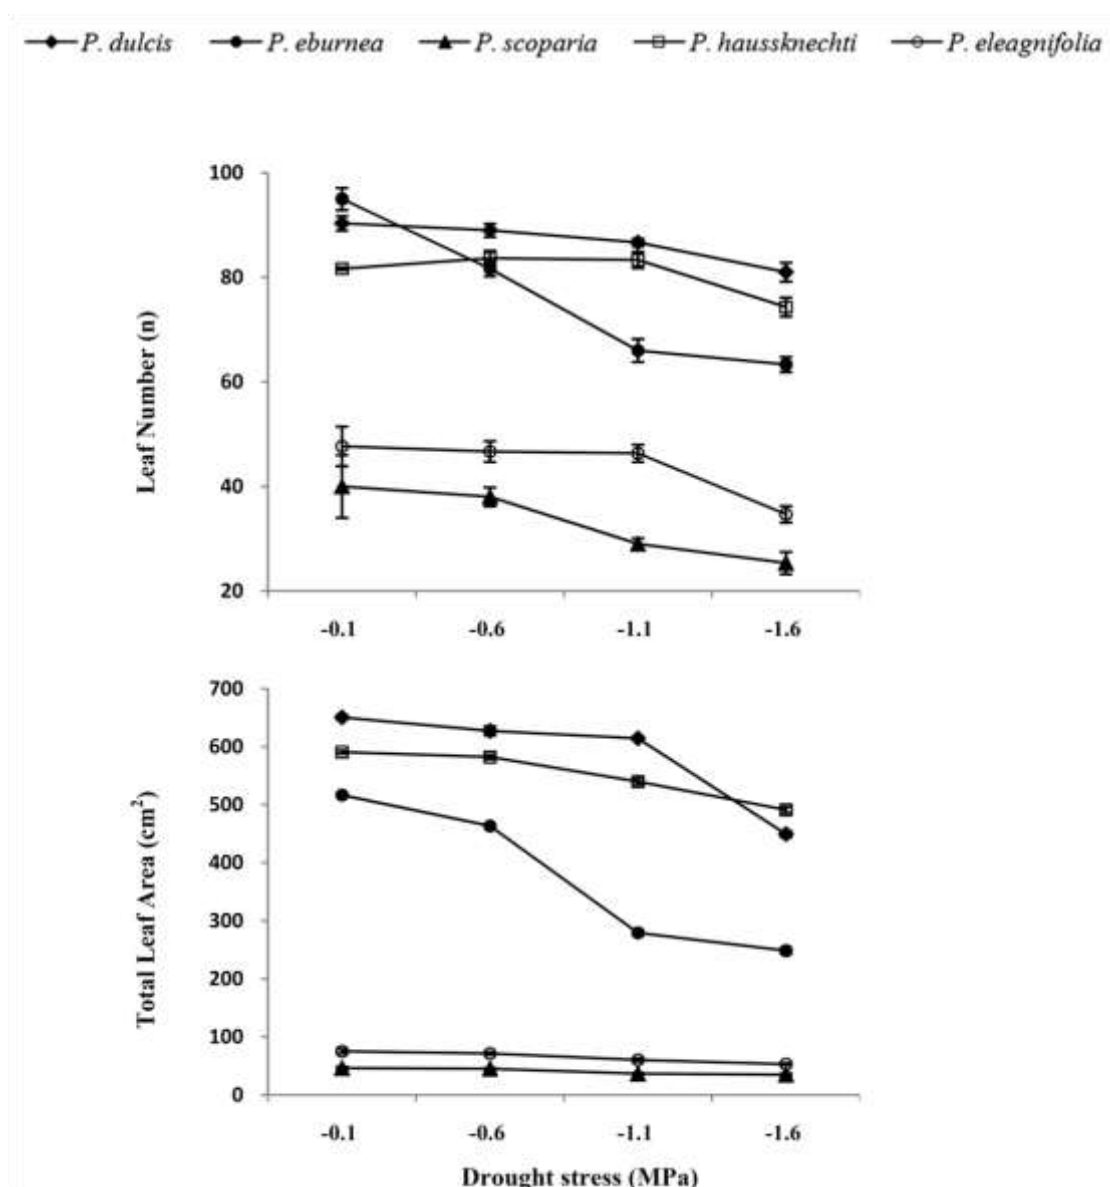 P. dulcis P. eburnea P. scoparia P. haussknechti P. eleagnifolia
100
80
60
40
20
Leaf Number (n)
-0.1 -0.6 -1.1 -1.6
700
600
500
400
300
200
100
0
Total Leaf Area (cm²)
-0.1 -0.6 -1.1 -1.6
Drought stress (MPa)